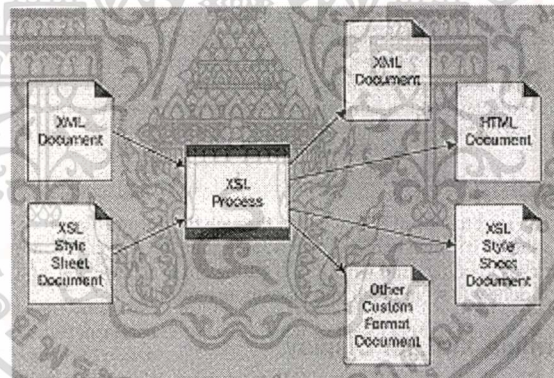 XML
Document
XSL
Style
Sheet
Document
XSL
Process
XML
Document
HTML
Document
XSL
Style
Sheet
Document
Other
Custom
Format
Document